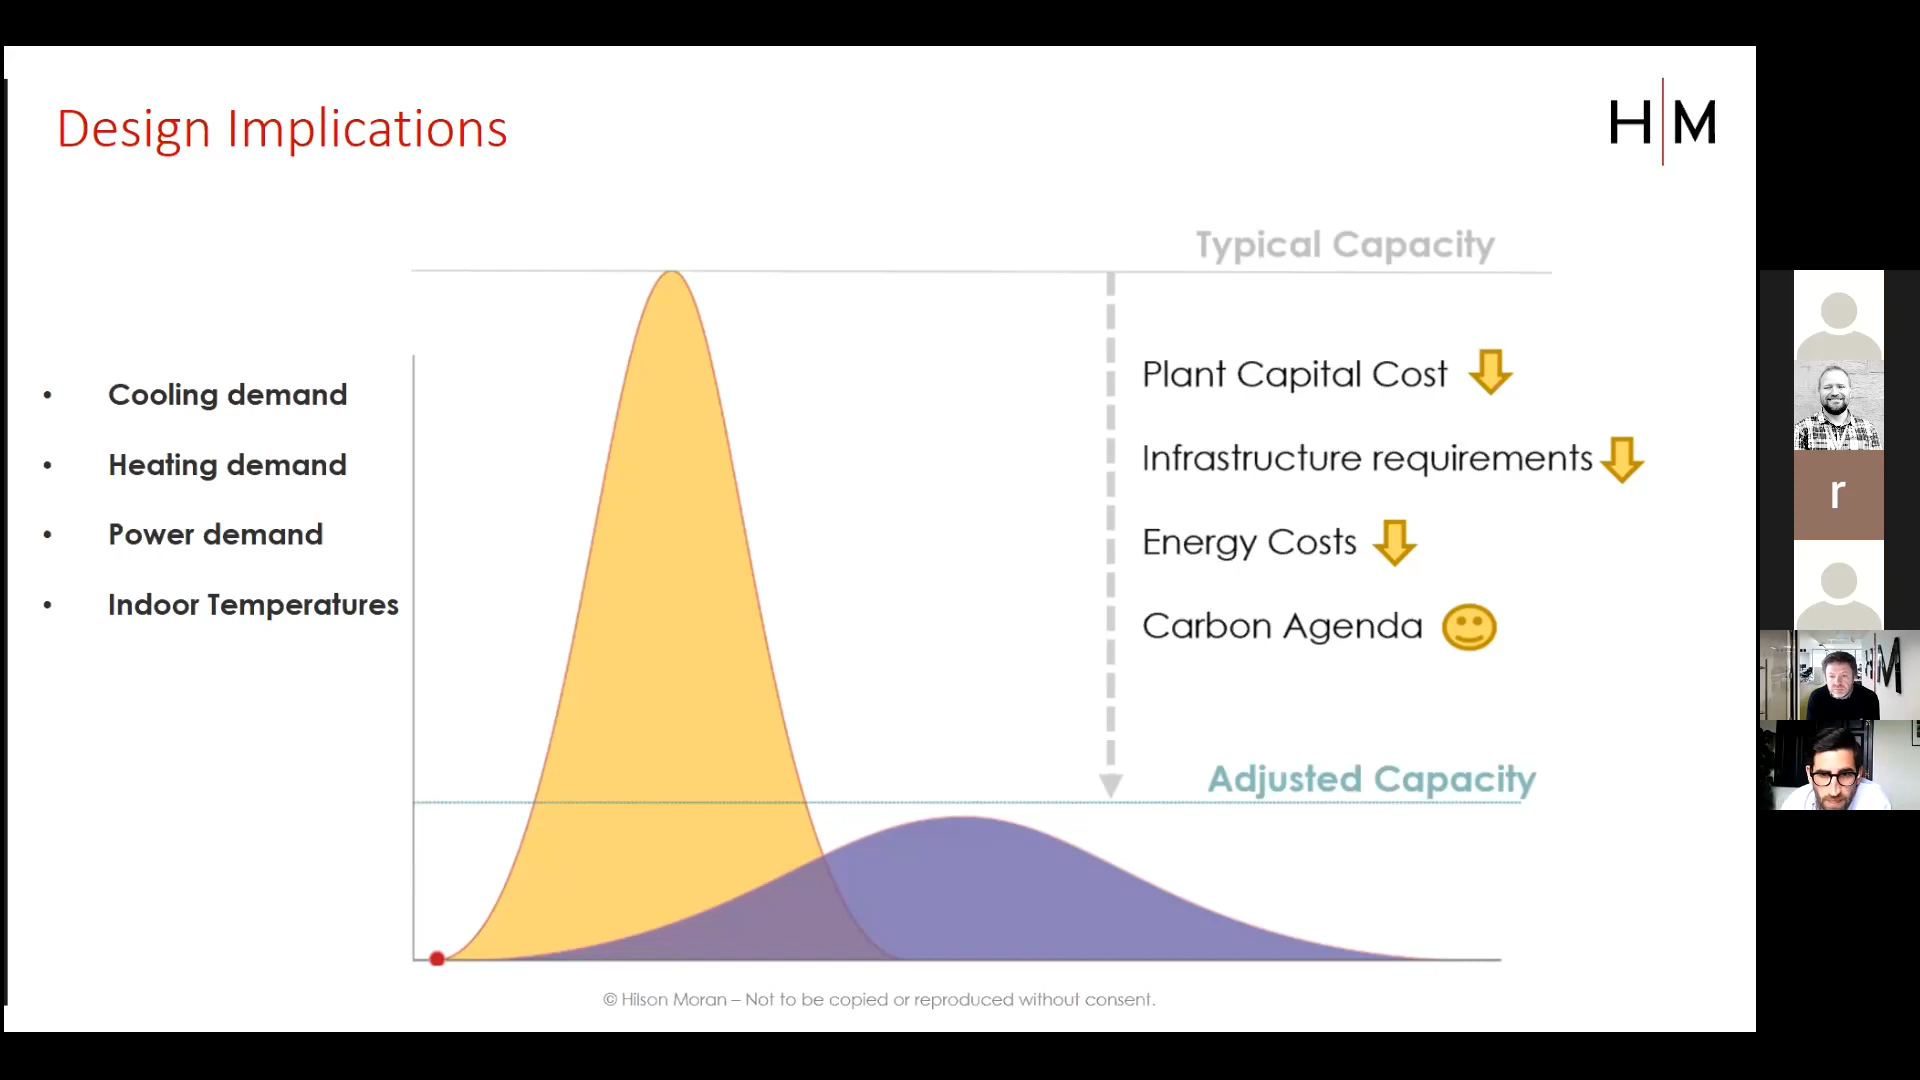 Design Implications
H|M
Typical Capacity
• Cooling demand
• Heating demand
• Power demand
• Indoor Temperatures
Plant Capital Cost
Infrastructure requirements
Energy Costs
Carbon Agenda
Adjusted Capacity
© Hilson Moran – Not to be copied or reproduced without consent.
r
M